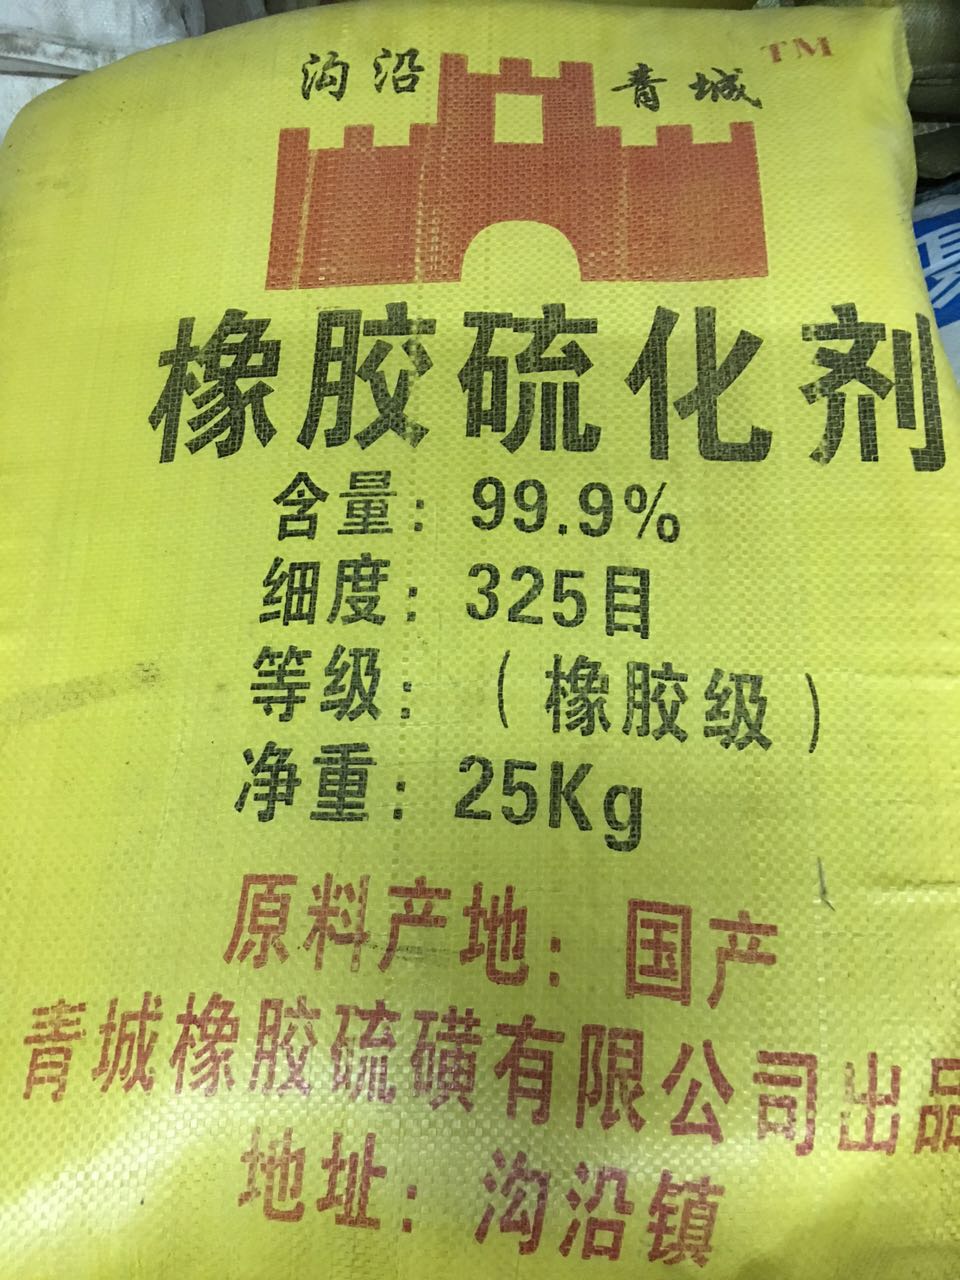 沟沿 青城 TM
橡胶硫化剂
含量：99.9%
细度：325目
等级：（橡胶级）
净重：25Kg
原料产地：国产
青城橡胶硫磺有限公司出品
地址：沟沿镇